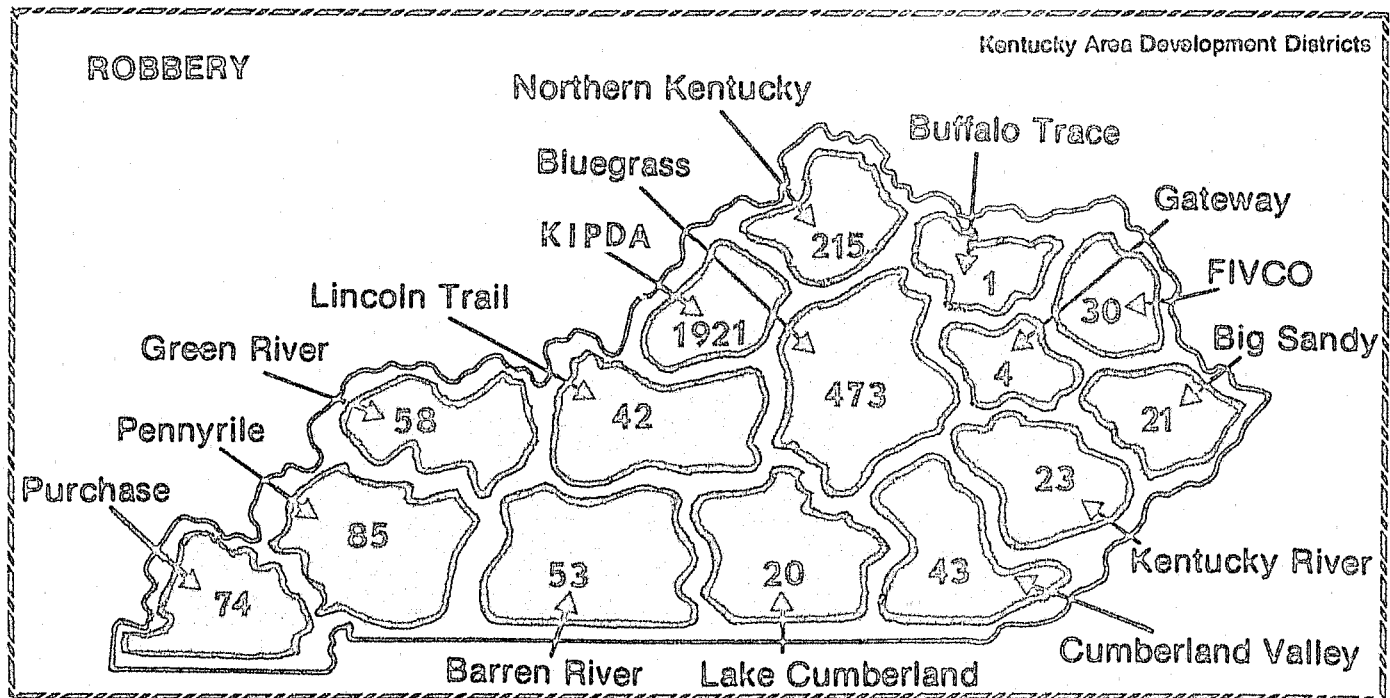 Kentucky Area Development Districts
ROBBERY
Northern Kentucky
Buffalo Trace
Bluegrass
Gateway
KIPDA
215
FIVCO
Lincoln Trail
1
30
1921
Big Sandy
Green River
4
473
58
42
21
Pennyrile
23
Purchase
85
53
20
43
Kentucky River
74
Cumberland Valley
Barren River
Lake Cumberland